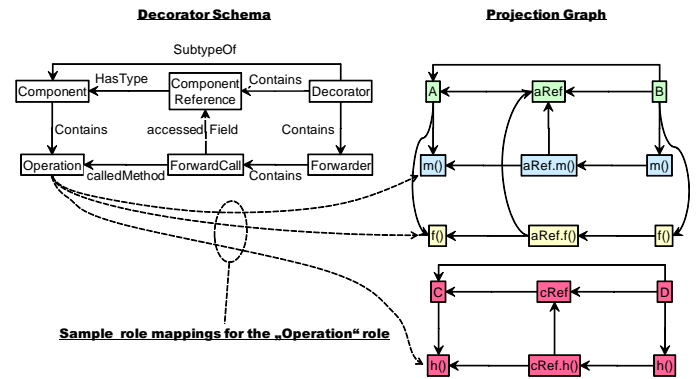 Decorator Schema
Projection Graph
SubtypeOf
HasType
Contains
Component
Component
Reference
Decorator
A
aRef
B
Contains
accessed Field
Contains
Operation
calledMethod
ForwardCall
Contains
Forwarder
m()
aRef.m()
m()
f()
aRef.f()
f()
C
cRef
D
Sample role mappings for the „Operation“ role
h()
cRef.h()
h()